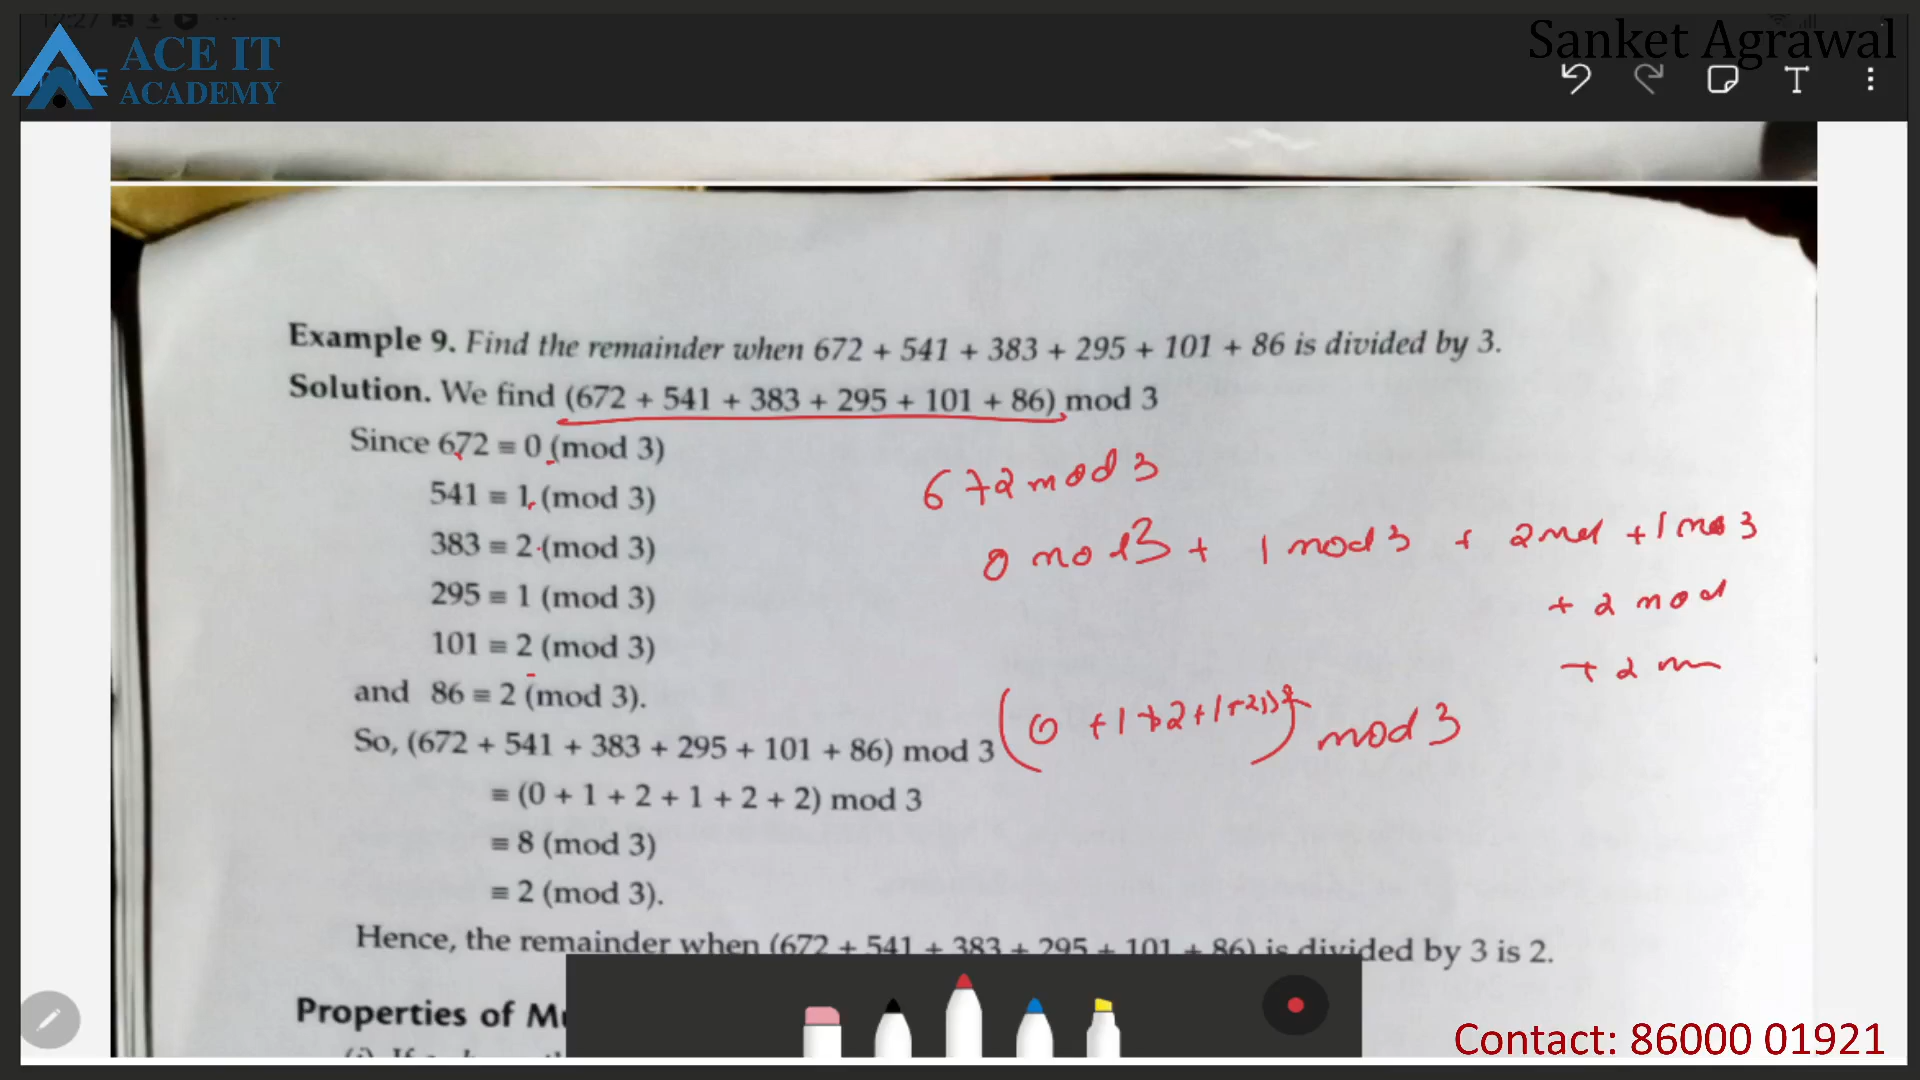 12:27
ACE IT
ACADEMY
Sanket Agrawal
T
Example 9. Find the remainder when 672 + 541 + 383 + 295 + 101 + 86 is divided by 3.
Solution. We find (672 + 541 + 383 + 295 + 101 + 86) mod 3
Since 672 ≡ 0 (mod 3)
672 mod 3
541 ≡ 1 (mod 3)
383 ≡ 2 (mod 3)
0 mod 3 + 1 mod 3 + 2 mod + 1 mod 3
295 ≡ 1 (mod 3)
+ 2 mod
101 ≡ 2 (mod 3)
+ 2 m
and 86 ≡ 2 (mod 3).
So, (672 + 541 + 383 + 295 + 101 + 86) mod 3
(0 + 1 + 2 + 1 + 2 mod 3
≡ (0 + 1 + 2 + 1 + 2 + 2) mod 3
≡ 8 (mod 3)
≡ 2 (mod 3).
Hence, the remainder when (672 + 541 + 383 + 295 + 101 + 86) is divided by 3 is 2.
Properties of
Contact: 86000 01921